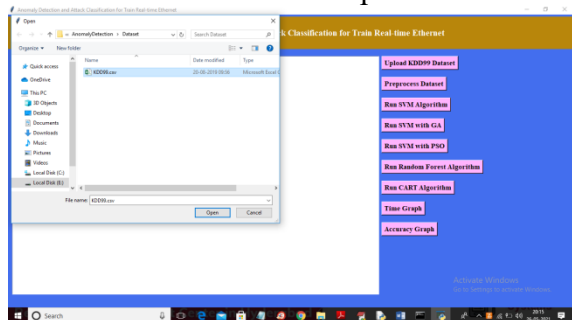 Anomaly Detection and Attack Classification for Train Real-time Ethernet
Open
k Classification for Train Real-time Ethernet
AnomalyDetection › Dataset
Search Dataset
Organize
New folder
Name
Date modified
Type
KDD99.csv
Microsoft Excel
Quick access
OneDrive
This PC
3D Objects
Desktop
Documents
Downloads
Music
Pictures
Videos
Local Disk (C:)
Local Disk (E:)
File name:
KDD99.csv
Open
Cancel
Upload KDD99 Dataset
Preprocess Dataset
Run SVM Algorithm
Run SVM with GA
Run SVM with PSO
Run Random Forest Algorithm
Run CART Algorithm
Time Graph
Accuracy Graph
Activate Windows
Go to Settings to activate Windows.
Search
20:15